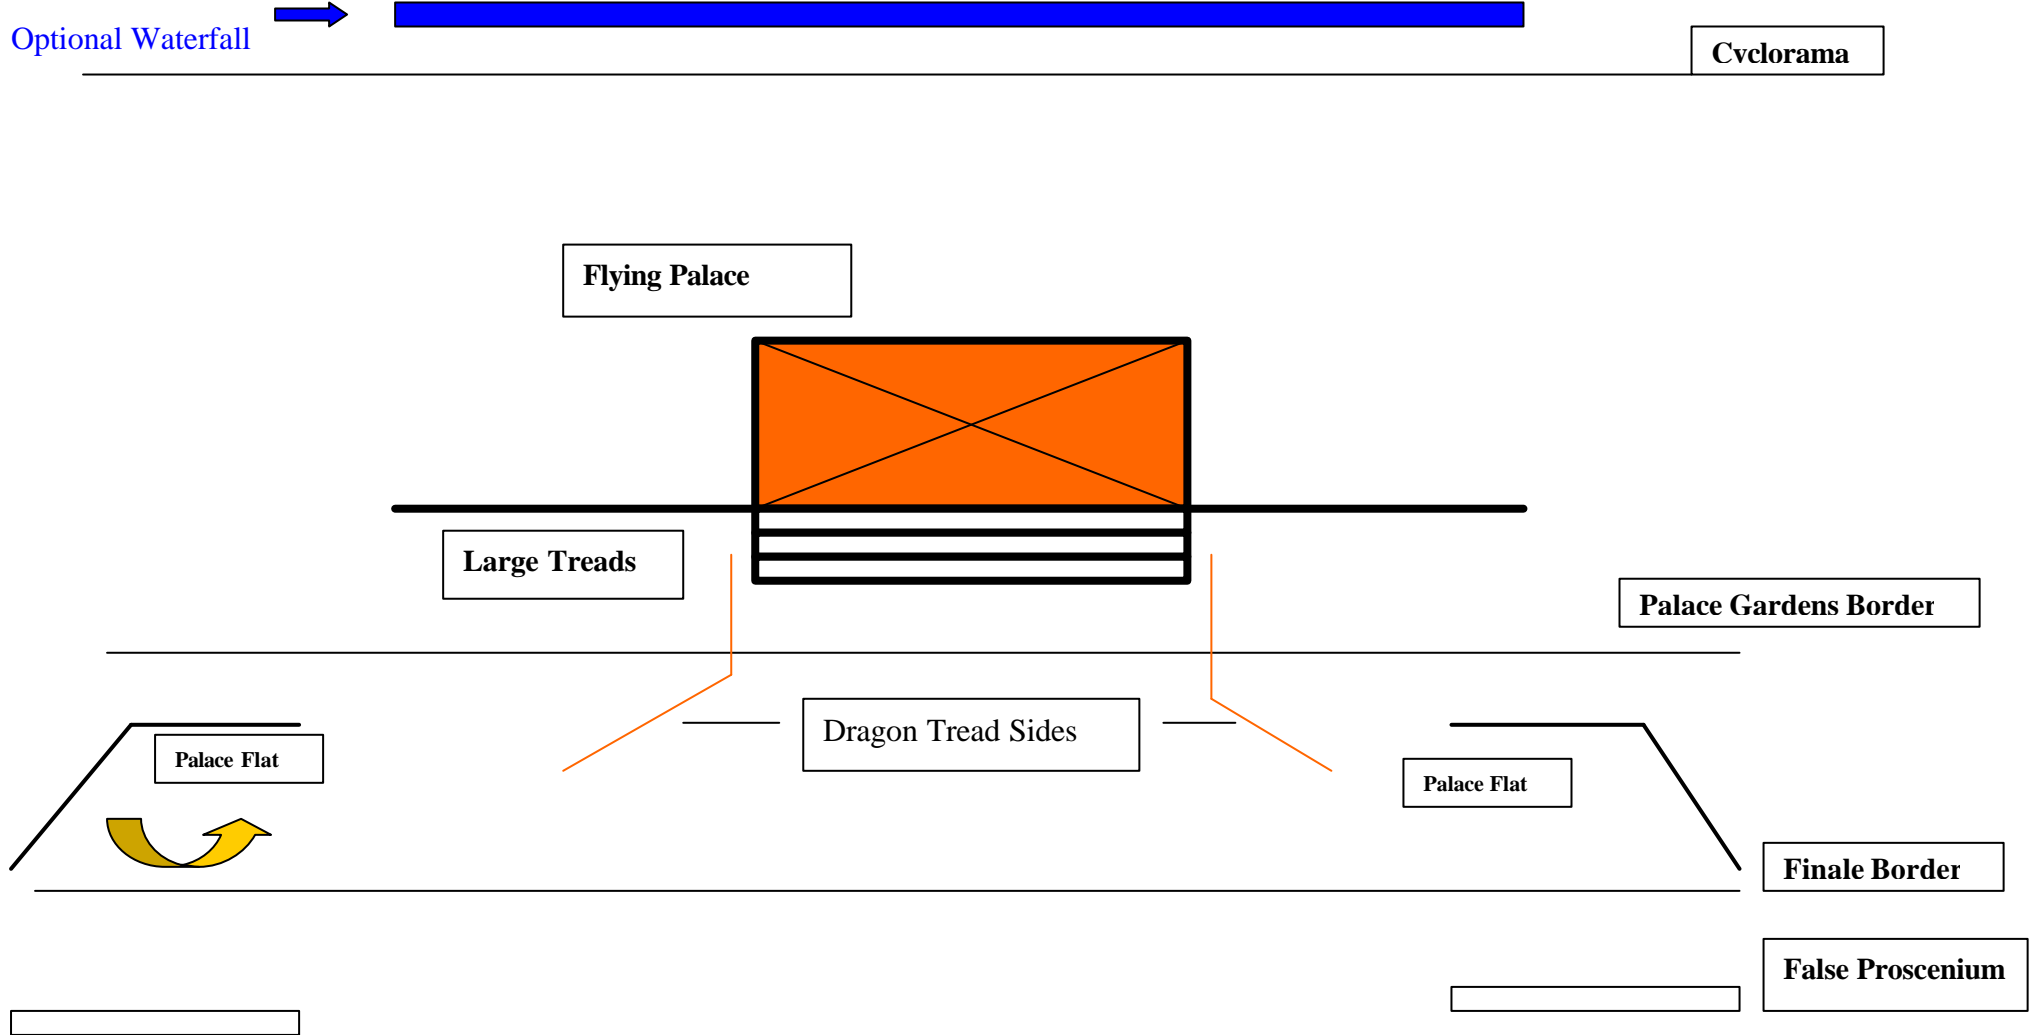 Optional Waterfall
Cyclorama
Flying Palace
Large Treads
Palace Gardens Border
Dragon Tread Sides
Palace Flat
Palace Flat
Finale Border
False Proscenium